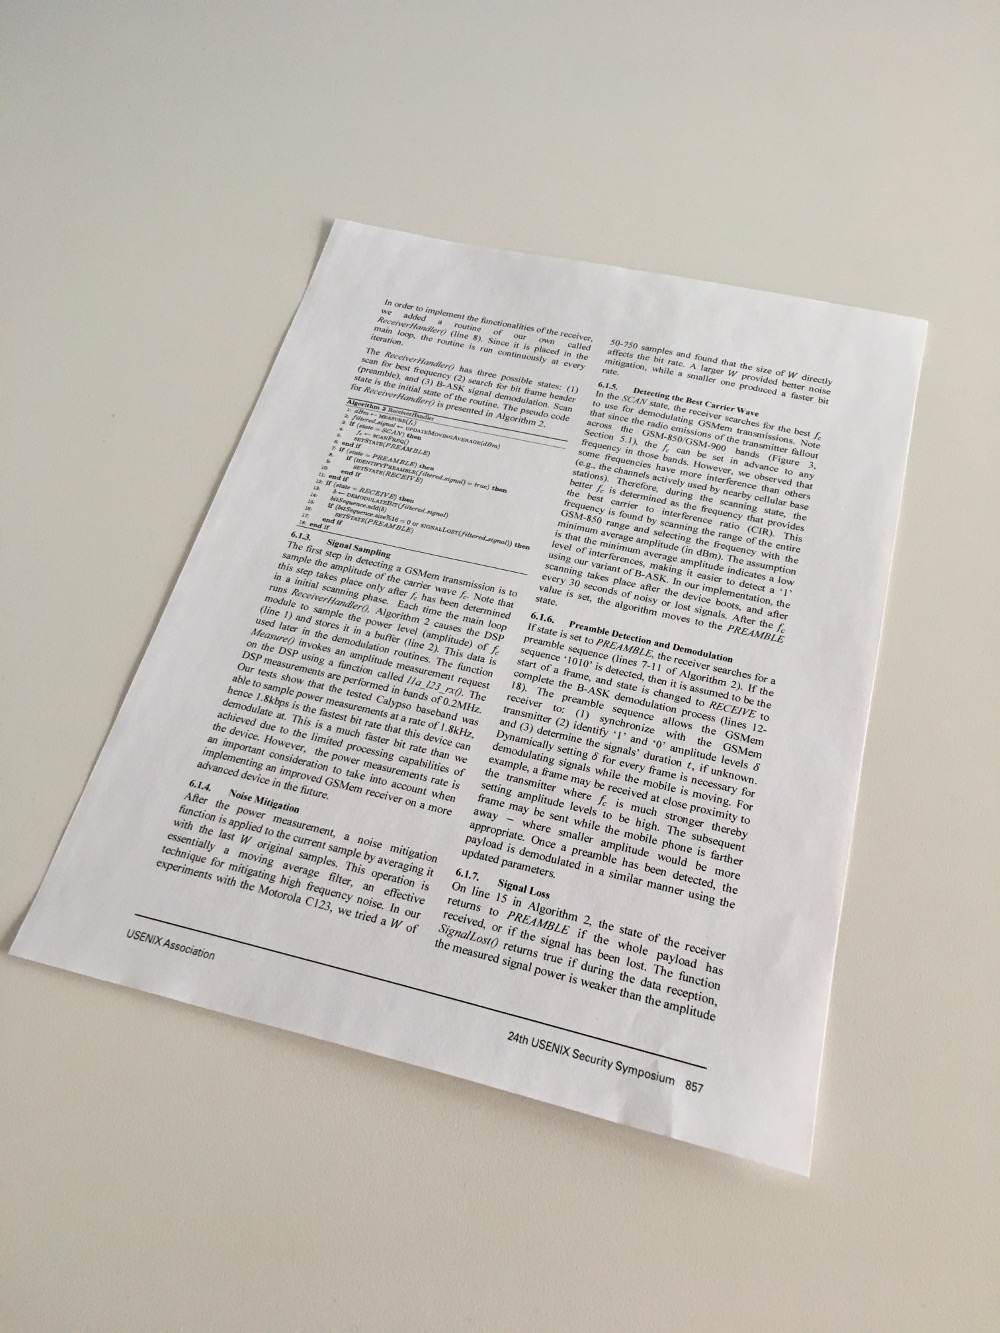 In order to implement the functionalities of the receiver,
we added a routine of our own called
ReceiverHandler() (line 8). Since it is placed in the
main loop, the routine is run continuously at every
iteration.
The ReceiverHandler() has three possible states: (1)
scan for best frequency (2) search for bit frame header
(preamble), and (3) B-ASK signal demodulation. Scan
state is the initial state of the routine. The pseudo code
for ReceiverHandler() is presented in Algorithm 2.
Algorithm 2 ReceiverHandler
1: dBm ← MEASURE(fc)
2: filtered_signal ← UPDATEMOVINGAVERAGE(dBm)
3: if (state = SCAN) then
4: fc ← SCANFREQ()
5: SETSTATE(PREAMBLE)
6: end if
7: if (state = PREAMBLE) then
8: if (IDENTIFYPREAMBLE(filtered_signal) = true) then
9: SETSTATE(RECEIVE)
10: end if
11: end if
12: if (state = RECEIVE) then
13: b ← DEMODULATEBIT(filtered_signal)
14: bitSequence.add(b)
15: if (bitSequence.size%16 = 0 or SIGNALLOST(filtered_signal)) then
16: SETSTATE(PREAMBLE)
17: end if
18: end if
6.1.3. Signal Sampling
The first step in detecting a GSMem transmission is to
sample the amplitude of the carrier wave fc. Note that
this step takes place only after fc has been determined
in a initial scanning phase. Each time the main loop
runs ReceiverHandler(), Algorithm 2 causes the DSP
module to sample the power level (amplitude) of fc
(line 1) and stores it in a buffer (line 2). This data is
used later in the demodulation routines. The function
Measure() invokes an amplitude measurement request
on the DSP using a function called l1a_l23_rx(). The
DSP measurements are performed in bands of 0.2MHz.
Our tests show that the tested Calypso baseband was
able to sample power measurements at a rate of 1.8kHz,
hence 1.8kbps is the fastest bit rate that this device can
demodulate at. This is a much faster bit rate than we
achieved due to the limited processing capabilities of
the device. However, the power measurements rate is
an important consideration to take into account when
implementing an improved GSMem receiver on a more
advanced device in the future.
6.1.4. Noise Mitigation
After the power measurement, a noise mitigation
function is applied to the current sample by averaging it
with the last W original samples. This operation is
essentially a moving average filter, an effective
technique for mitigating high frequency noise. In our
experiments with the Motorola C123, we tried a W of
50-750 samples and found that the size of W directly
affects the bit rate. A larger W provided better noise
mitigation, while a smaller one produced a faster bit
rate.
6.1.5. Detecting the Best Carrier Wave
In the SCAN state, the receiver searches for the best fc
to use for demodulating GSMem transmissions. Note
that since the radio emissions of the transmitter fallout
across the GSM-850/GSM-900 bands (Figure 3,
Section 5.1), the fc can be set in advance to any
frequency in those bands. However, we observed that
some frequencies have more interference than others
(e.g., the channels actively used by nearby cellular base
stations). Therefore, during the scanning state, the
better fc is determined as the frequency that provides
the best carrier to interference ratio (CIR). This
frequency is found by scanning the range of the entire
GSM-850 range and selecting the frequency with the
minimum average amplitude (in dBm). The assumption
is that the minimum average amplitude indicates a low
level of interferences, making it easier to detect a '1'
using our variant of B-ASK. In our implementation, the
scanning takes place after the device boots, and after
every 30 seconds of noisy or lost signals. After the fc
value is set, the algorithm moves to the PREAMBLE
state.
6.1.6. Preamble Detection and Demodulation
If state is set to PREAMBLE, the receiver searches for a
preamble sequence (lines 7-11 of Algorithm 2). If the
sequence '1010' is detected, then it is assumed to be the
start of a frame, and state is changed to RECEIVE to
complete the B-ASK demodulation process (lines 12-
18). The preamble sequence allows the GSMem
receiver to: (1) synchronize with the GSMem
transmitter (2) identify '1' and '0' amplitude levels δ
and (3) determine the signals' duration t, if unknown.
Dynamically setting δ for every frame is necessary for
demodulating signals while the mobile is moving. For
example, a frame may be received at close proximity to
the transmitter where fc is much stronger thereby
setting amplitude levels to be high. The subsequent
frame may be sent while the mobile phone is farther
away – where smaller amplitude would be more
appropriate. Once a preamble has been detected, the
payload is demodulated in a similar manner using the
updated parameters.
6.1.7. Signal Loss
On line 15 in Algorithm 2, the state of the receiver
returns to PREAMBLE if the whole payload has
received, or if the signal has been lost. The function
SignalLost() returns true if during the data reception,
the measured signal power is weaker than the amplitude
USENIX Association
24th USENIX Security Symposium 857